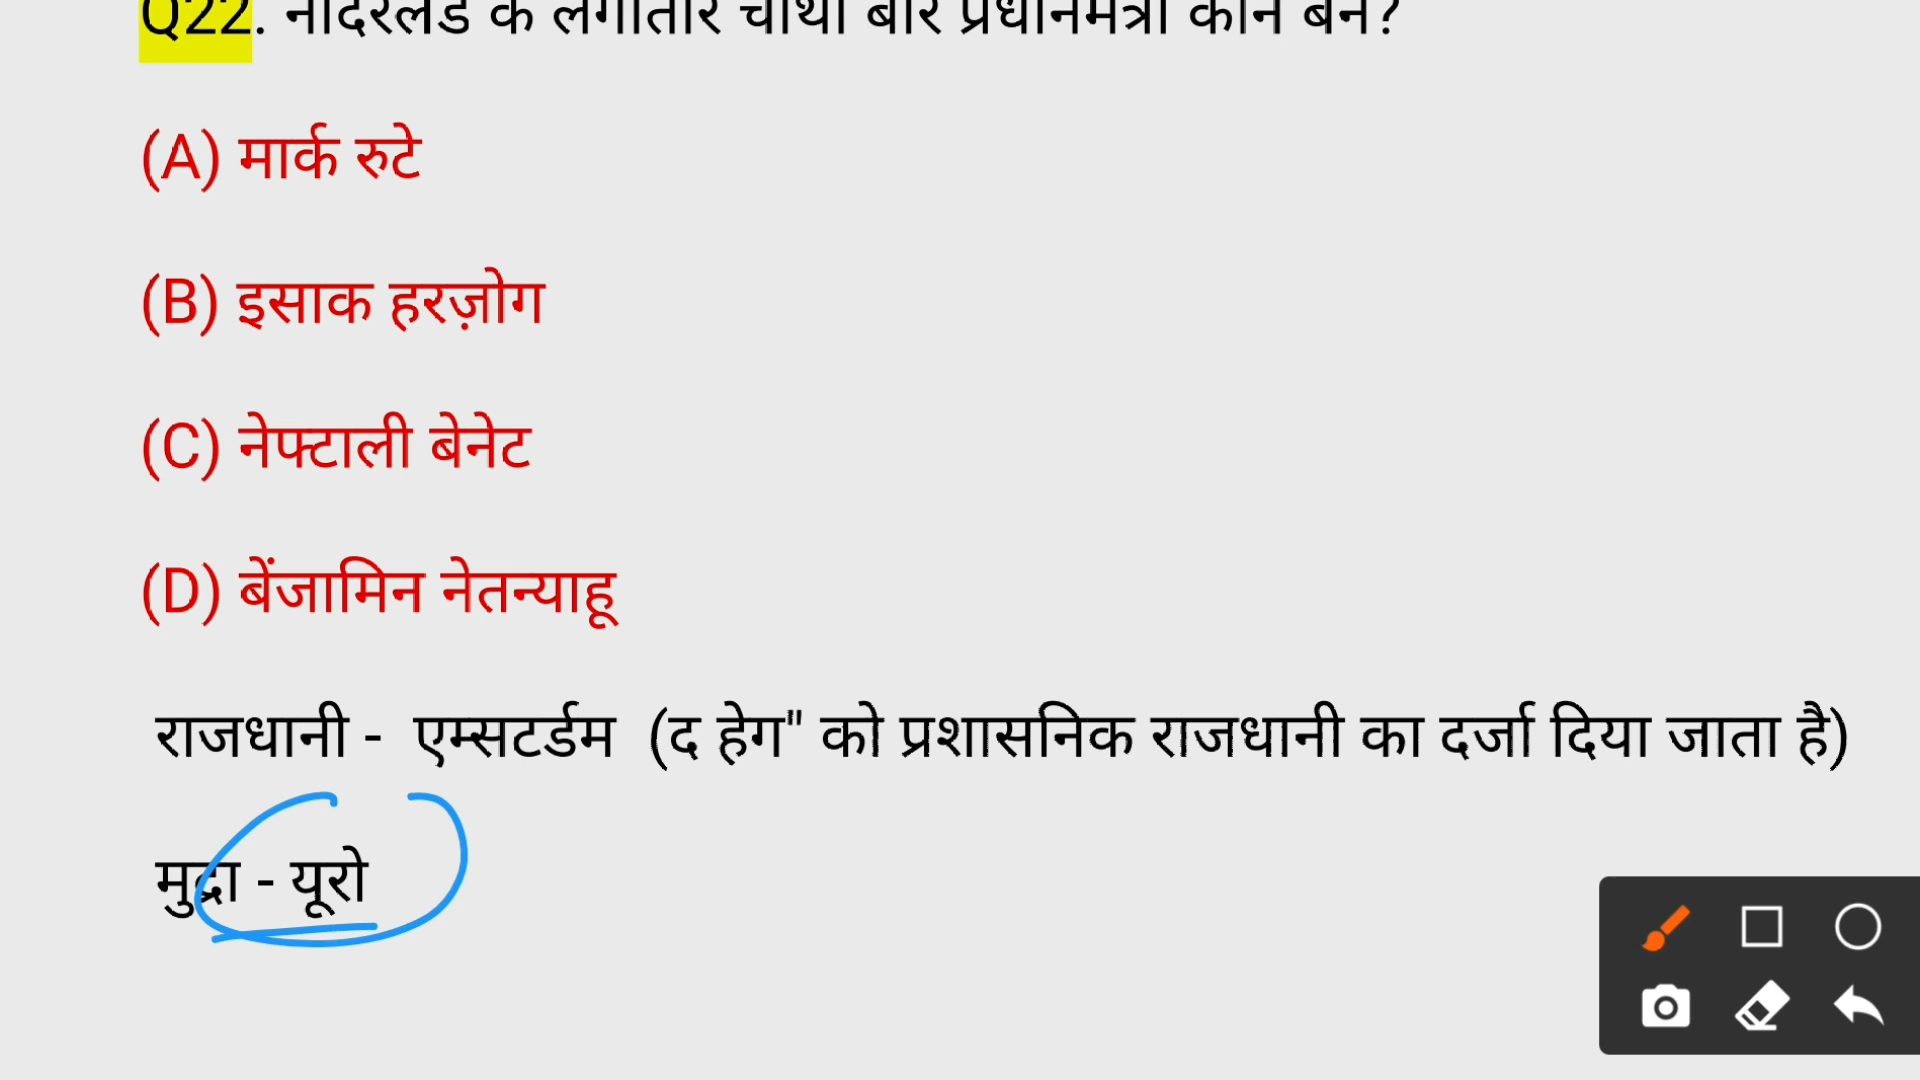 Q22. नीदरलैंड के लगातार चौथी बार प्रधानमंत्री कौन बने?
(A) मार्क रुटे
(B) इसाक हरज़ोग
(C) नेफ्टाली बेनेट
(D) बेंजामिन नेतन्याहू
राजधानी - एम्सटर्डम (द हेग" को प्रशासनिक राजधानी का दर्जा दिया जाता है)
मुद्रा - यूरो